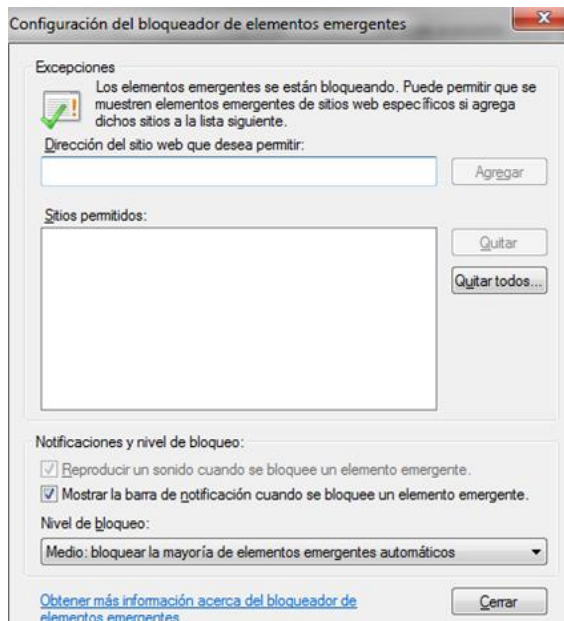 Configuración del bloqueador de elementos emergentes
Excepciones
Los elementos emergentes se están bloqueando. Puede permitir que se
muestren elementos emergentes de sitios web específicos si agrega
dichos sitios a la lista siguiente.
Dirección del sitio web que desea permitir:
Agregar
Sitios permitidos:
Quitar
Quitar todos...
Notificaciones y nivel de bloqueo:
Reproducir un sonido cuando se bloquee un elemento emergente.
Mostrar la barra de notificación cuando se bloquee un elemento emergente.
Nivel de bloqueo:
Medio: bloquear la mayoría de elementos emergentes automáticos
Obtener más información acerca del bloqueador de
elementos emergentes
Cerrar